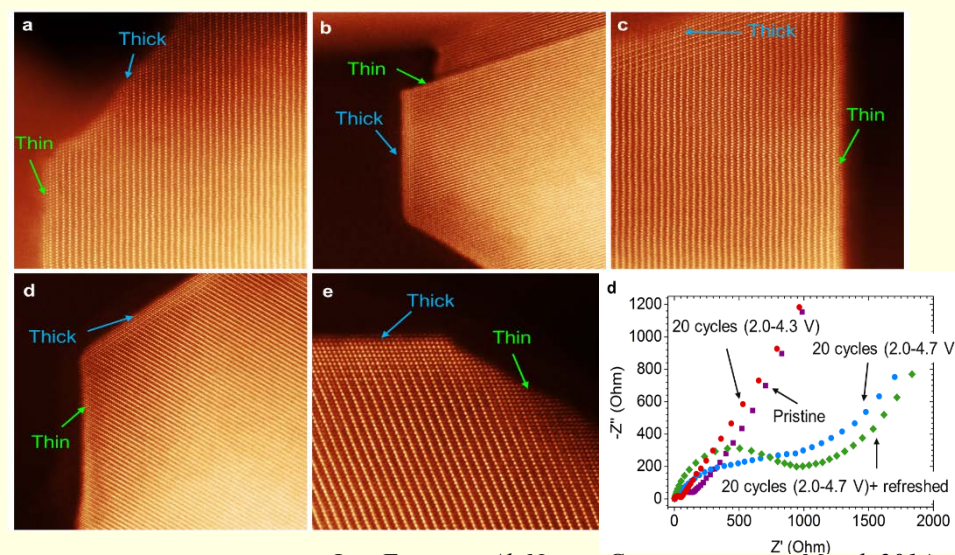 a
Thick
Thin
b
Thin
Thick
c
Thick
Thin
d
Thick
Thin
e
Thick
Thin
d
-Z" (Ohm)
1200
1000
800
600
400
200
0
20 cycles (2.0-4.3 V)
20 cycles (2.0-4.7 V
Pristine
20 cycles (2.0-4.7 V)+ refreshed
0 500 1000 1500 2000
Z' (Ohm)